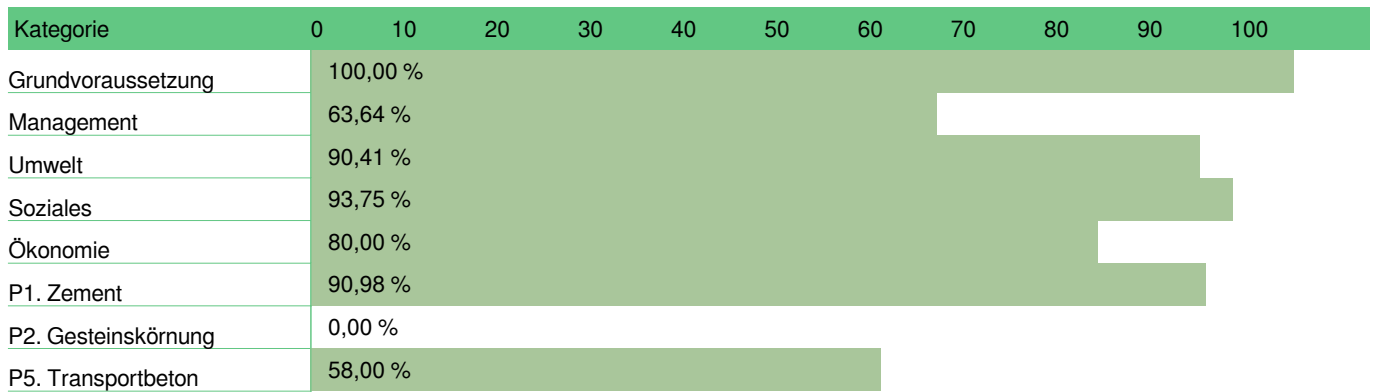 Kategorie 0 10 20 30 40 50 60 70 80 90 100
Grundvoraussetzung 100,00 %
Management 63,64 %
Umwelt 90,41 %
Soziales 93,75 %
Ökonomie 80,00 %
P1. Zement 90,98 %
P2. Gesteinskörnung 0,00 %
P5. Transportbeton 58,00 %